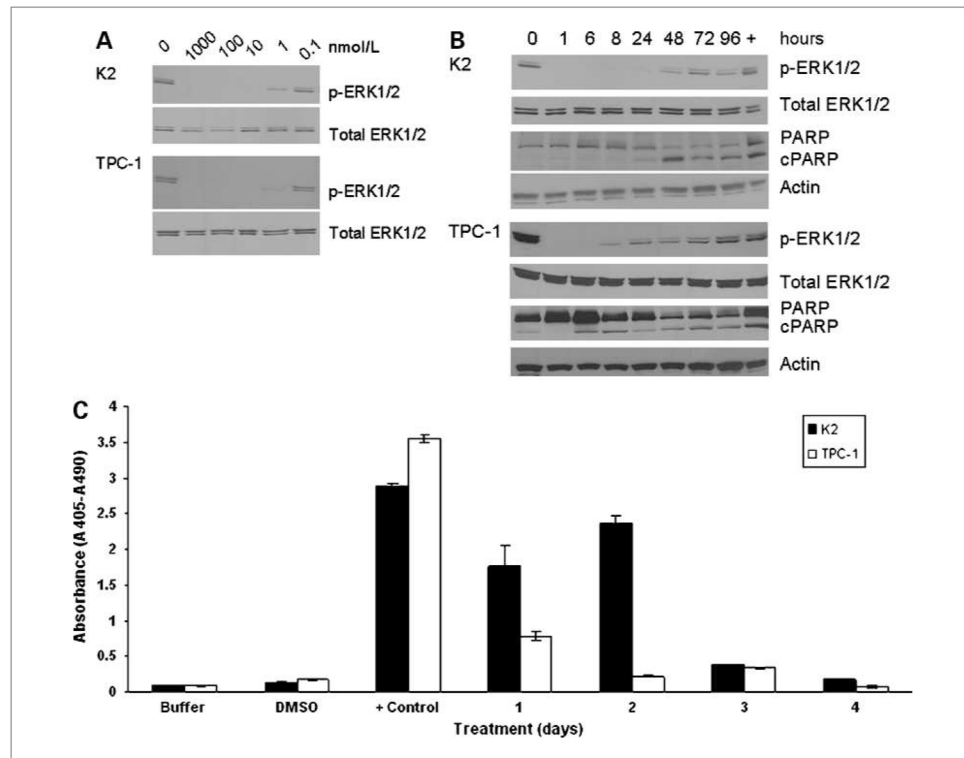 A
0 1000 100 10 1 0.1 nmol/L
K2
p-ERK1/2
Total ERK1/2
TPC-1
p-ERK1/2
Total ERK1/2
B
0 1 6 8 24 48 72 96 + hours
K2
p-ERK1/2
Total ERK1/2
PARP
cPARP
Actin
TPC-1
p-ERK1/2
Total ERK1/2
PARP
cPARP
Actin
C
Absorbance (A405-A490)
4
3.5
3
2.5
2
1.5
1
0.5
0
K2
TPC-1
Buffer DMSO + Control 1 2 3 4
Treatment (days)